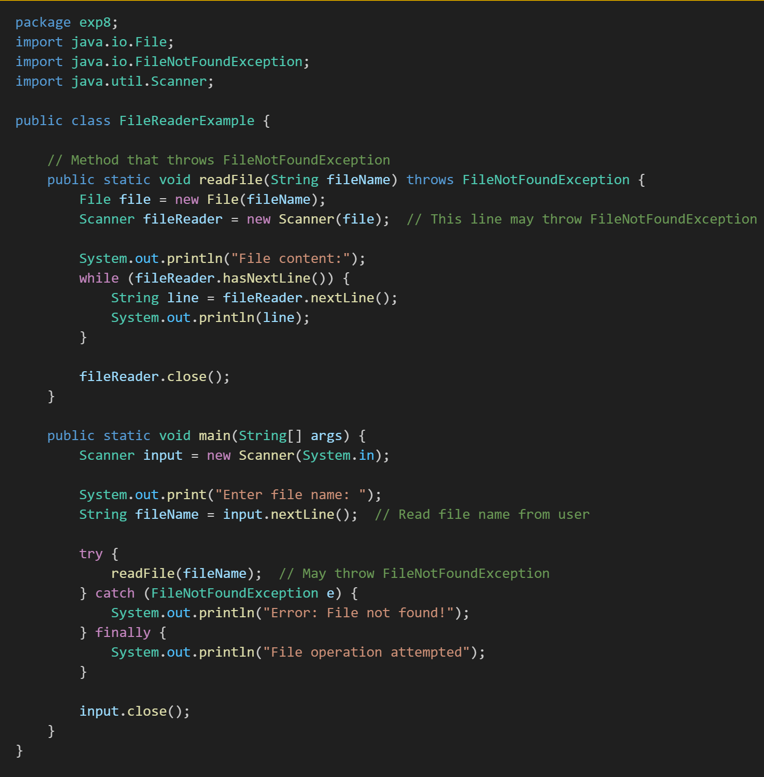 package exp8;
import java.io.File;
import java.io.FileNotFoundException;
import java.util.Scanner;

public class FileReaderExample {

    // Method that throws FileNotFoundException
    public static void readFile(String fileName) throws FileNotFoundException {
        File file = new File(fileName);
        Scanner fileReader = new Scanner(file);  // This line may throw FileNotFoundException

        System.out.println("File content:");
        while (fileReader.hasNextLine()) {
            String line = fileReader.nextLine();
            System.out.println(line);
        }

        fileReader.close();
    }

    public static void main(String[] args) {
        Scanner input = new Scanner(System.in);

        System.out.print("Enter file name: ");
        String fileName = input.nextLine();  // Read file name from user

        try {
            readFile(fileName);  // May throw FileNotFoundException
        } catch (FileNotFoundException e) {
            System.out.println("Error: File not found!");
        } finally {
            System.out.println("File operation attempted");
        }

        input.close();
    }
}